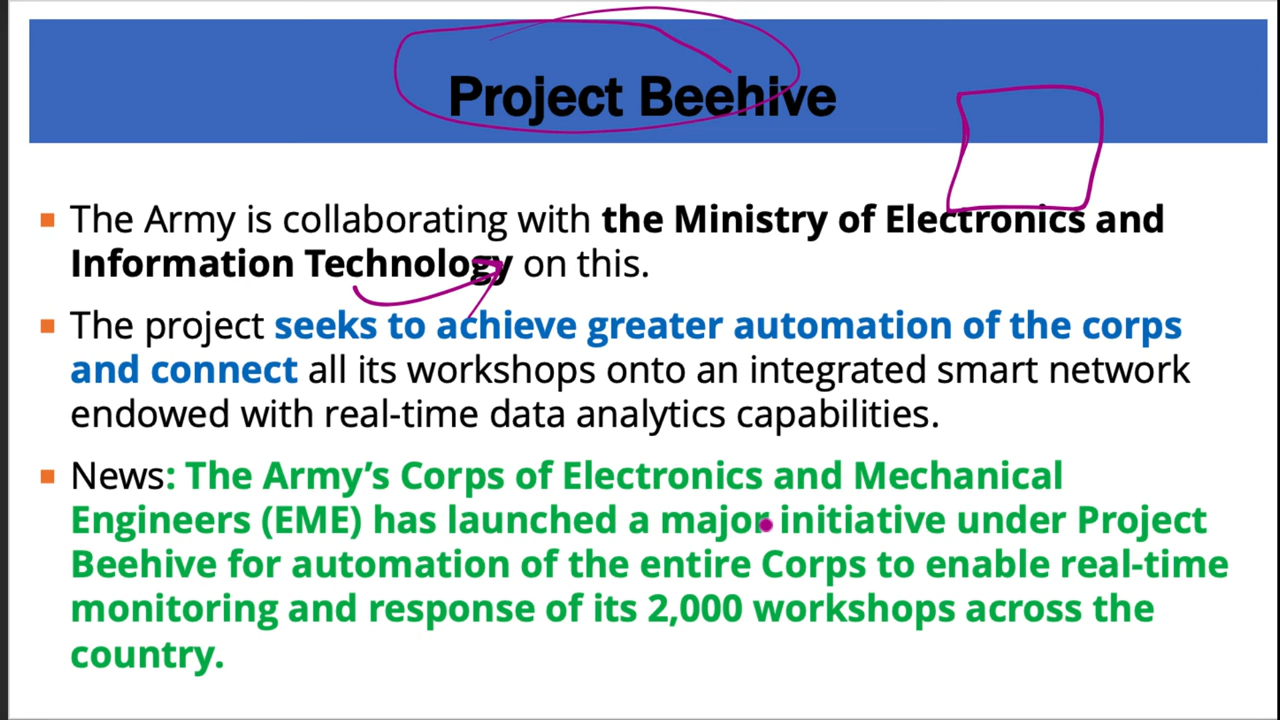 Project Beehive
The Army is collaborating with the Ministry of Electronics and
Information Technology on this.
The project seeks to achieve greater automation of the corps
and connect all its workshops onto an integrated smart network
endowed with real-time data analytics capabilities.
News: The Army’s Corps of Electronics and Mechanical
Engineers (EME) has launched a major initiative under Project
Beehive for automation of the entire Corps to enable real-time
monitoring and response of its 2,000 workshops across the
country.